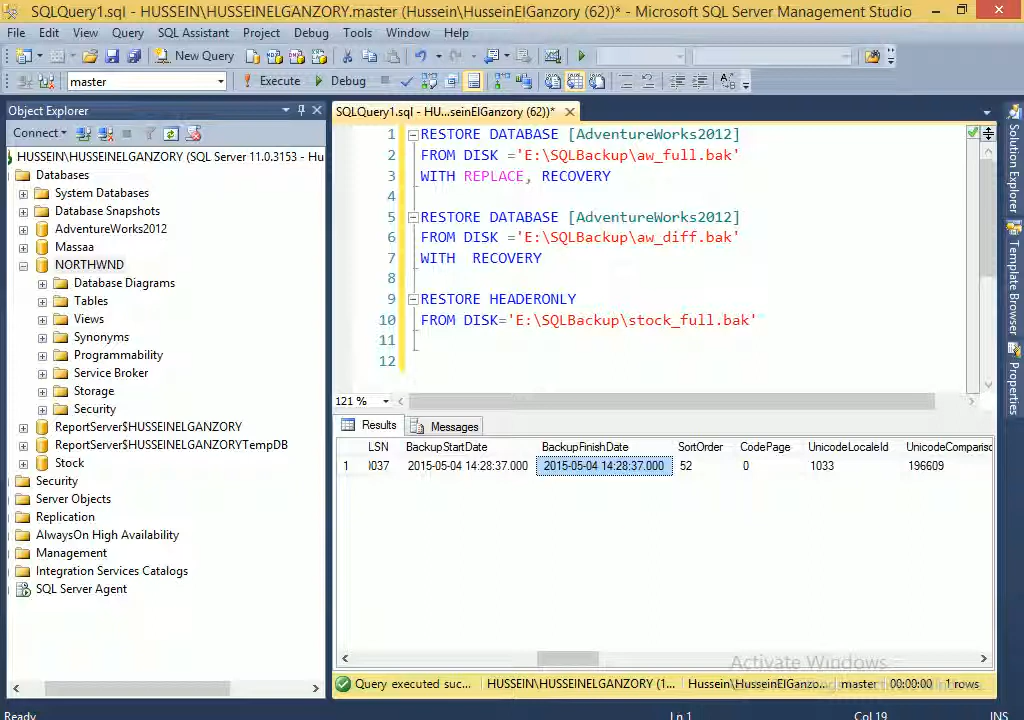 SQLQuery1.sql - HUSSEIN\HUSSEINELGANZORY.master (Hussein\HusseinElGanzory (62))* - Microsoft SQL Server Management Studio
File Edit View Query SQL Assistant Project Debug Tools Window Help
New Query
master Execute Debug
Object Explorer
Connect
HUSSEIN\HUSSEINELGANZORY (SQL Server 11.0.3153 - Hu
Databases
System Databases
Database Snapshots
AdventureWorks2012
Massaa
NORTHWND
Database Diagrams
Tables
Views
Synonyms
Programmability
Service Broker
Storage
Security
ReportServer$HUSSEINELGANZORY
ReportServer$HUSSEINELGANZORYTempDB
Stock
Security
Server Objects
Replication
AlwaysOn High Availability
Management
Integration Services Catalogs
SQL Server Agent
SQLQuery1.sql - HU...seinElGanzory (62))*
1 RESTORE DATABASE [AdventureWorks2012]
2 FROM DISK ='E:\SQLBackup\aw_full.bak'
3 WITH REPLACE, RECOVERY
4
5 RESTORE DATABASE [AdventureWorks2012]
6 FROM DISK ='E:\SQLBackup\aw_diff.bak'
7 WITH  RECOVERY
8
9 RESTORE HEADERONLY
10 FROM DISK='E:\SQLBackup\stock_full.bak'
11
12
121 %
Results Messages
LSN BackupStartDate BackupFinishDate SortOrder CodePage UnicodeLocaleId UnicodeComparisc
1 2015-05-04 14:28:37.000 2015-05-04 14:28:37.000 52 0 1033 196609
Activate Windows
Query executed suc... HUSSEIN\HUSSEINELGANZORY (1... Hussein\HusseinElGanzo... master 00:00:00 1 rows
Ready Ln 1 Col 19 INS
Solution Explorer
Template Browser
Properties